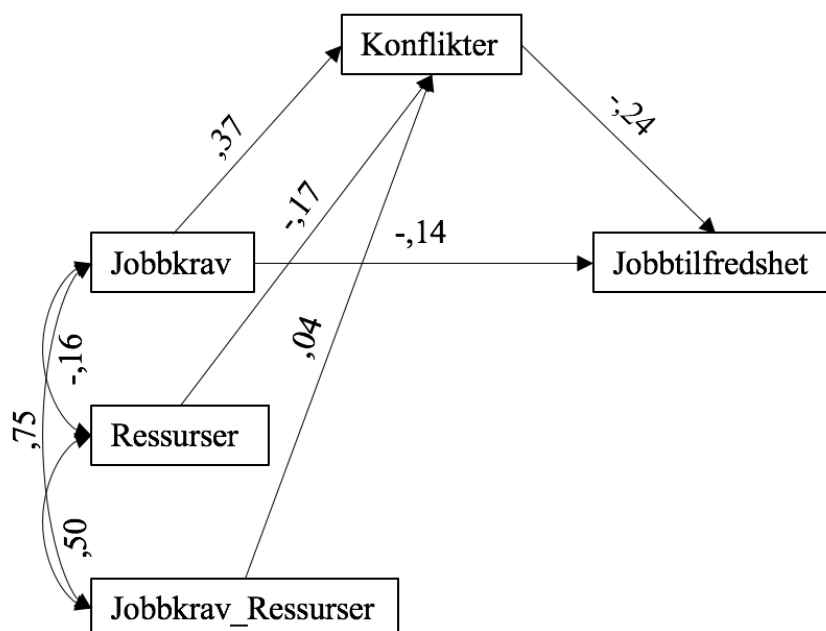 Konflikter
,37
-,24
-,17
-,14
Jobbkrav
Jobbtilfredshet
,04
-,16
,75
Ressurser
,50
Jobbkrav_Ressurser